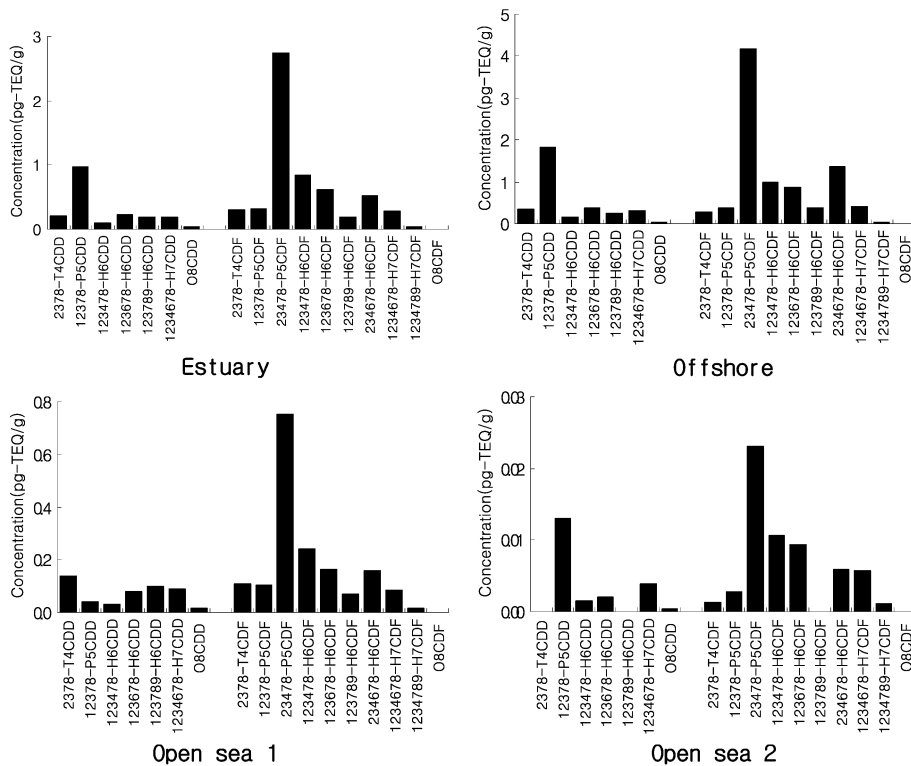 Concentration(pg-TEQ/g)
3
2
1
0
2378-T4CDD
12378-P5CDD
123478-H6CDD
123678-H6CDD
123789-H6CDD
1234678-H7CDD
O8CDD
2378-T4CDF
12378-P5CDF
23478-P5CDF
123478-H6CDF
123678-H6CDF
123789-H6CDF
234678-H6CDF
1234678-H7CDF
1234789-H7CDF
O8CDF
Estuary
Concentration(pg-TEQ/g)
5
4
3
2
1
0
2378-T4CDD
12378-P5CDD
123478-H6CDD
123678-H6CDD
123789-H6CDD
1234678-H7CDD
O8CDD
2378-T4CDF
12378-P5CDF
23478-P5CDF
123478-H6CDF
123678-H6CDF
123789-H6CDF
234678-H6CDF
1234678-H7CDF
1234789-H7CDF
O8CDF
Offshore
Concentration(pg-TEQ/g)
0.8
0.6
0.4
0.2
0.0
2378-T4CDD
12378-P5CDD
123478-H6CDD
123678-H6CDD
123789-H6CDD
1234678-H7CDD
O8CDD
2378-T4CDF
12378-P5CDF
23478-P5CDF
123478-H6CDF
123678-H6CDF
123789-H6CDF
234678-H6CDF
1234678-H7CDF
1234789-H7CDF
O8CDF
Open sea 1
Concentration(pg-TEQ/g)
0.03
0.02
0.01
0.00
2378-T4CDD
12378-P5CDD
123478-H6CDD
123678-H6CDD
123789-H6CDD
1234678-H7CDD
O8CDD
2378-T4CDF
12378-P5CDF
23478-P5CDF
123478-H6CDF
123678-H6CDF
123789-H6CDF
234678-H6CDF
1234678-H7CDF
1234789-H7CDF
O8CDF
Open sea 2